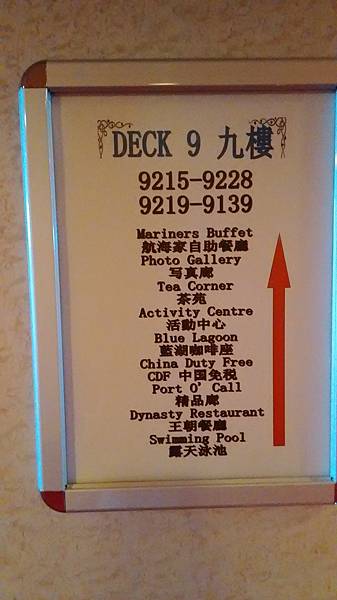 DECK 9 九樓
9215-9228
9219-9139
Mariners Buffet
航海家自助餐廳
Photo Gallery
写真廊
Tea Corner
茶苑
Activity Centre
活動中心
Blue Lagoon
藍湖咖啡座
China Duty Free
CDF 中国免税
Port O' Call
精品廊
Dynasty Restaurant
王朝餐廳
Swimming Pool
露天泳池